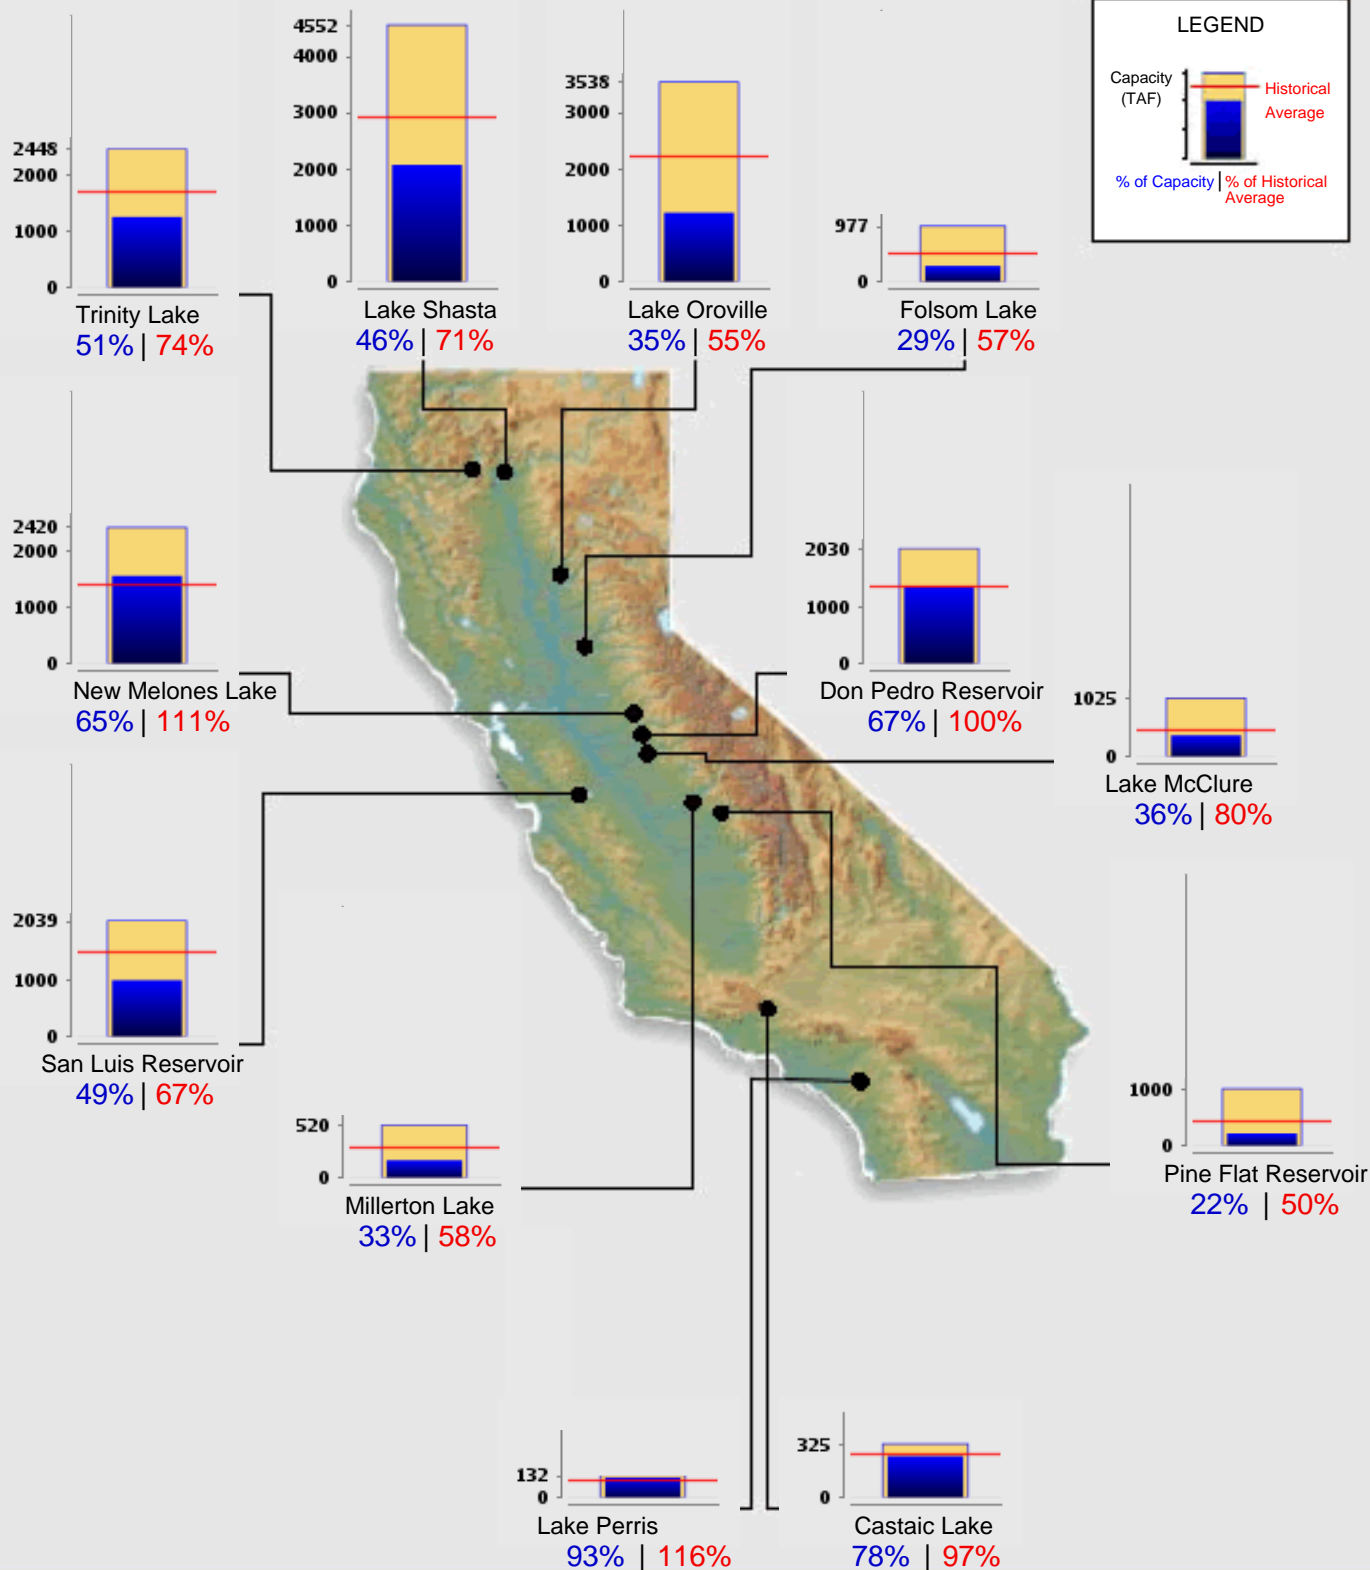 LEGEND
Capacity
(TAF)
Historical
Average
% of Capacity | % of Historical
Average
2448
2000
1000
0
Trinity Lake
51% | 74%
4552
4000
3000
2000
1000
0
Lake Shasta
46% | 71%
3538
3000
2000
1000
0
Lake Oroville
35% | 55%
977
0
Folsom Lake
29% | 57%
2420
2000
1000
0
New Melones Lake
65% | 111%
2030
1000
0
Don Pedro Reservoir
67% | 100%
1025
0
Lake McClure
36% | 80%
2039
1000
0
San Luis Reservoir
49% | 67%
520
0
Millerton Lake
33% | 58%
1000
0
Pine Flat Reservoir
22% | 50%
132
0
Lake Perris
93% | 116%
325
0
Castaic Lake
78% | 97%